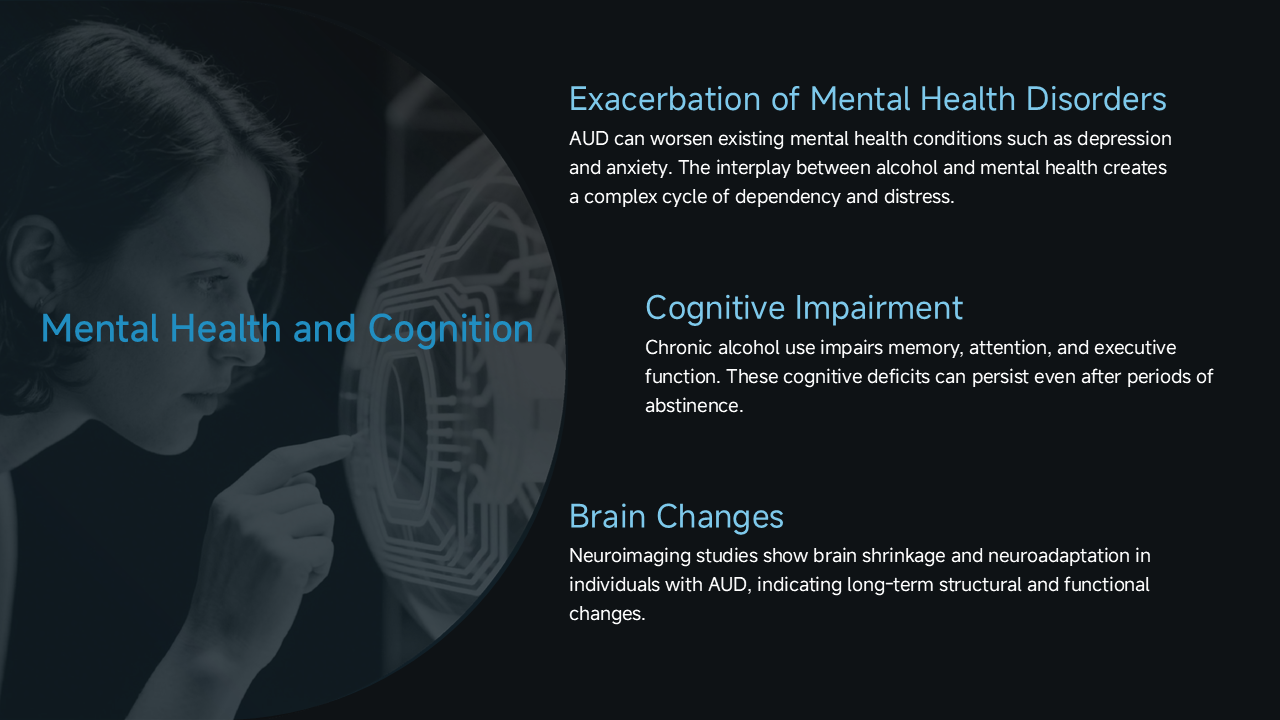 Mental Health and Cognition
Exacerbation of Mental Health Disorders
AUD can worsen existing mental health conditions such as depression
and anxiety. The interplay between alcohol and mental health creates
a complex cycle of dependency and distress.
Cognitive Impairment
Chronic alcohol use impairs memory, attention, and executive
function. These cognitive deficits can persist even after periods of
abstinence.
Brain Changes
Neuroimaging studies show brain shrinkage and neuroadaptation in
individuals with AUD, indicating long-term structural and functional
changes.